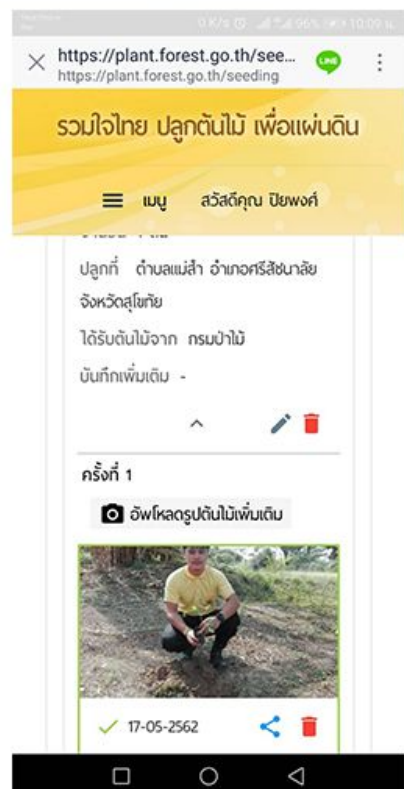 0 K/s 96% 10:09 น.
https://plant.forest.go.th/see...
LINE
https://plant.forest.go.th/seeding
รวมใจไทย ปลูกต้นไม้ เพื่อแผ่นดิน
เมนู สวัสดีคุณ ปิยพงศ์
ปลูกที่ ตำบลแม่สำ อำเภอศรีสัชนาลัย
จังหวัดสุโขทัย
ได้รับต้นไม้จาก กรมป่าไม้
บันทึกเพิ่มเติม -
ครั้งที่ 1
อัพโหลดรูปต้นไม้เพิ่มเติม
17-05-2562